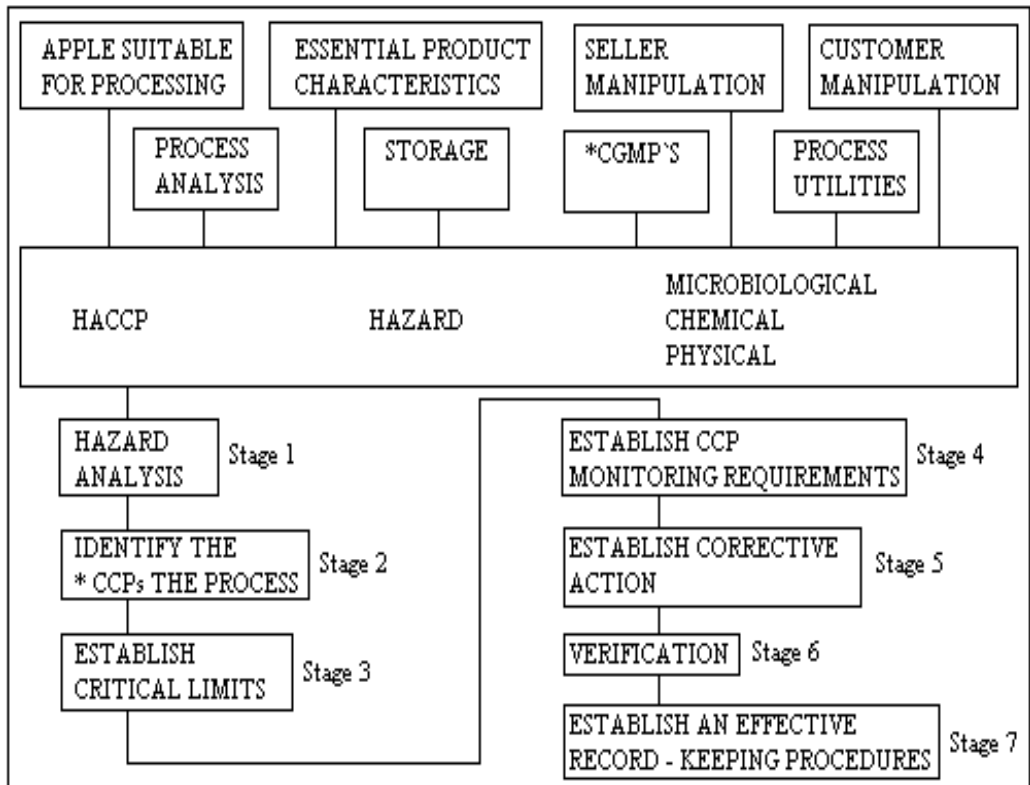 APPLE SUITABLE
FOR PROCESSING
ESSENTIAL PRODUCT
CHARACTERISTICS
SELLER
MANIPULATION
CUSTOMER
MANIPULATION
PROCESS
ANALYSIS
STORAGE
*CGMP`S
PROCESS
UTILITIES
HACCP
HAZARD
MICROBIOLOGICAL
CHEMICAL
PHYSICAL
HAZARD
ANALYSIS
Stage 1
IDENTIFY THE
* CCPs THE PROCESS
Stage 2
ESTABLISH
CRITICAL LIMITS
Stage 3
ESTABLISH CCP
MONITORING REQUIREMENTS
Stage 4
ESTABLISH CORRECTIVE
ACTION
Stage 5
VERIFICATION
Stage 6
ESTABLISH AN EFFECTIVE
RECORD - KEEPING PROCEDURES
Stage 7